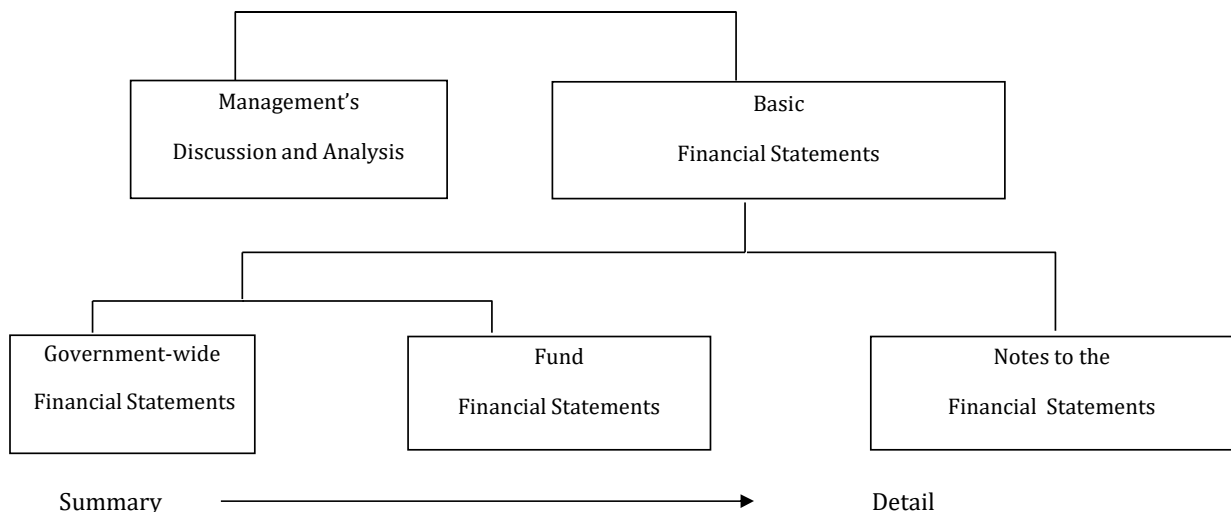 Management’s
Discussion and Analysis
Basic
Financial Statements
Government-wide
Financial Statements
Fund
Financial Statements
Notes to the
Financial Statements
Summary
Detail